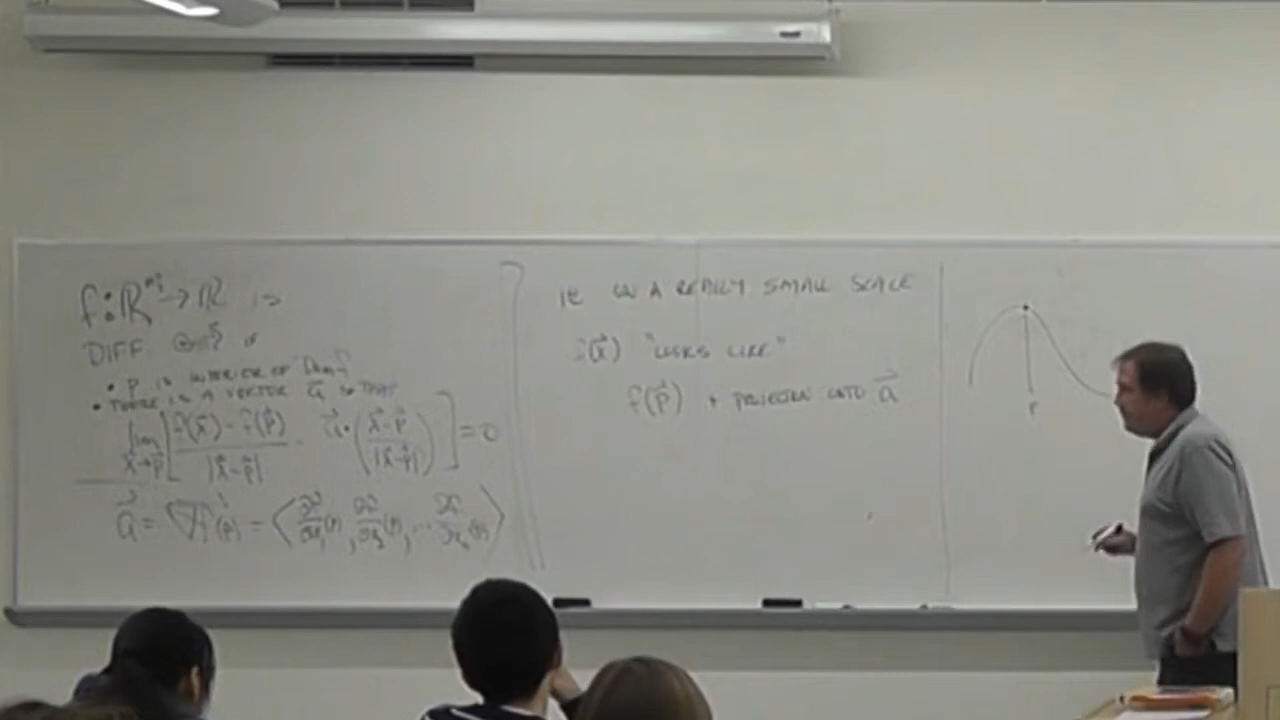 f: ℝⁿ → ℝ is
DIFF. @ p⃗ if
• P IS INTERIOR OF Dom f
• THERE IS A VECTOR a⃗ SO THAT
lim x⃗→p⃗ [ (f(x⃗) - f(p⃗)) / |x⃗-p⃗| - a⃗ • ( (x⃗-p⃗) / |x⃗-p⃗| ) ] = 0
a⃗ = ∇f(p⃗) = ⟨ ∂f/∂x₁(p), ∂f/∂x₂(p), ... ∂f/∂xₙ(p) ⟩
ie ON A REALLY SMALL SCALE
f(x⃗) "LOOKS LIKE"
f(p⃗) + PROJECTION ONTO a⃗
P